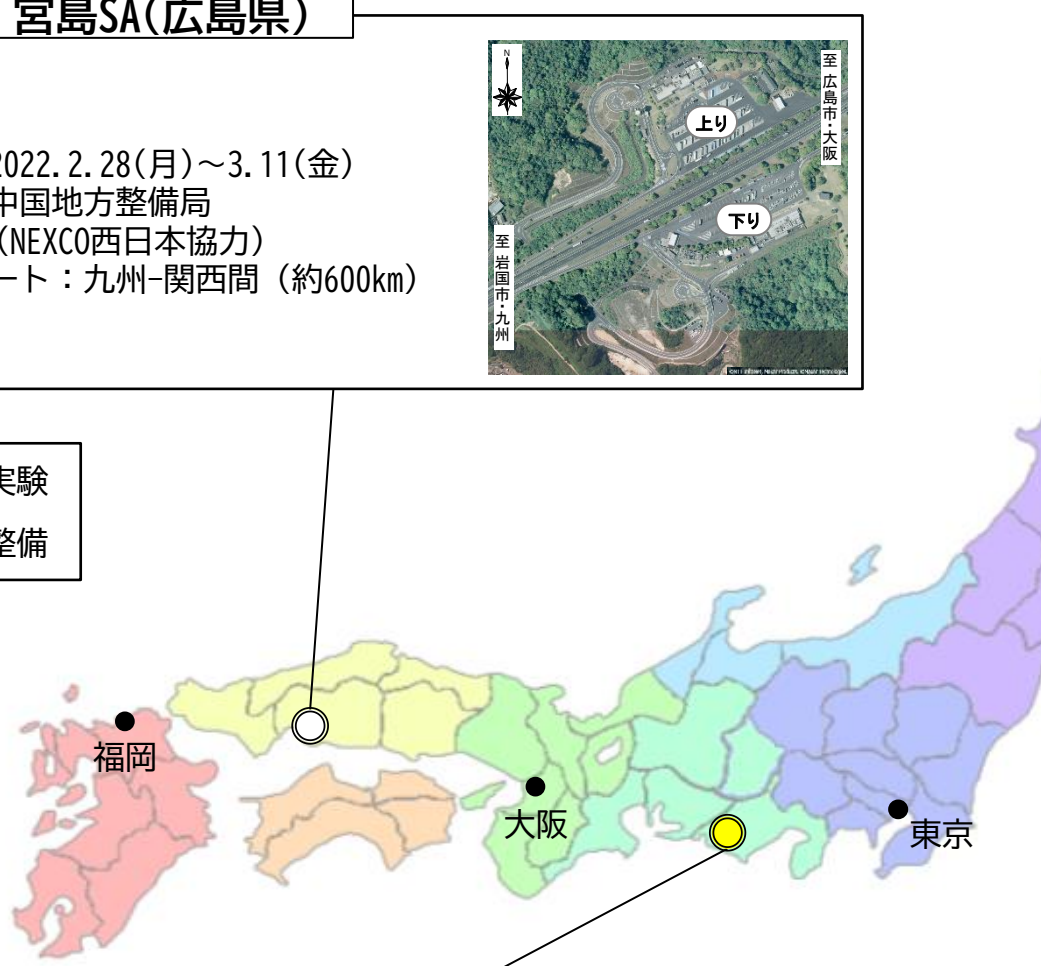 宮島SA(広島県)
2022.2.28(月)～3.11(金)
中国地方整備局
(NEXCO西日本協力)
ート：九州-関西間（約600km）
N
上り
下り
至 広島市・大阪
至 岩国市・九州
実験
整備
福岡
大阪
東京